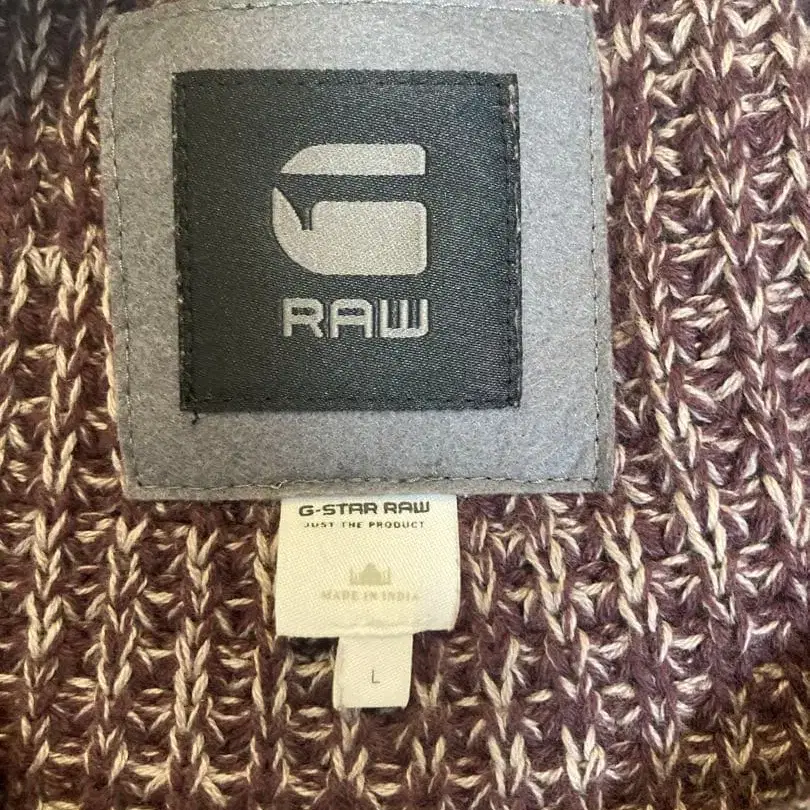 RAW
G-STAR RAW
JUST THE PRODUCT
MADE IN INDIA
L